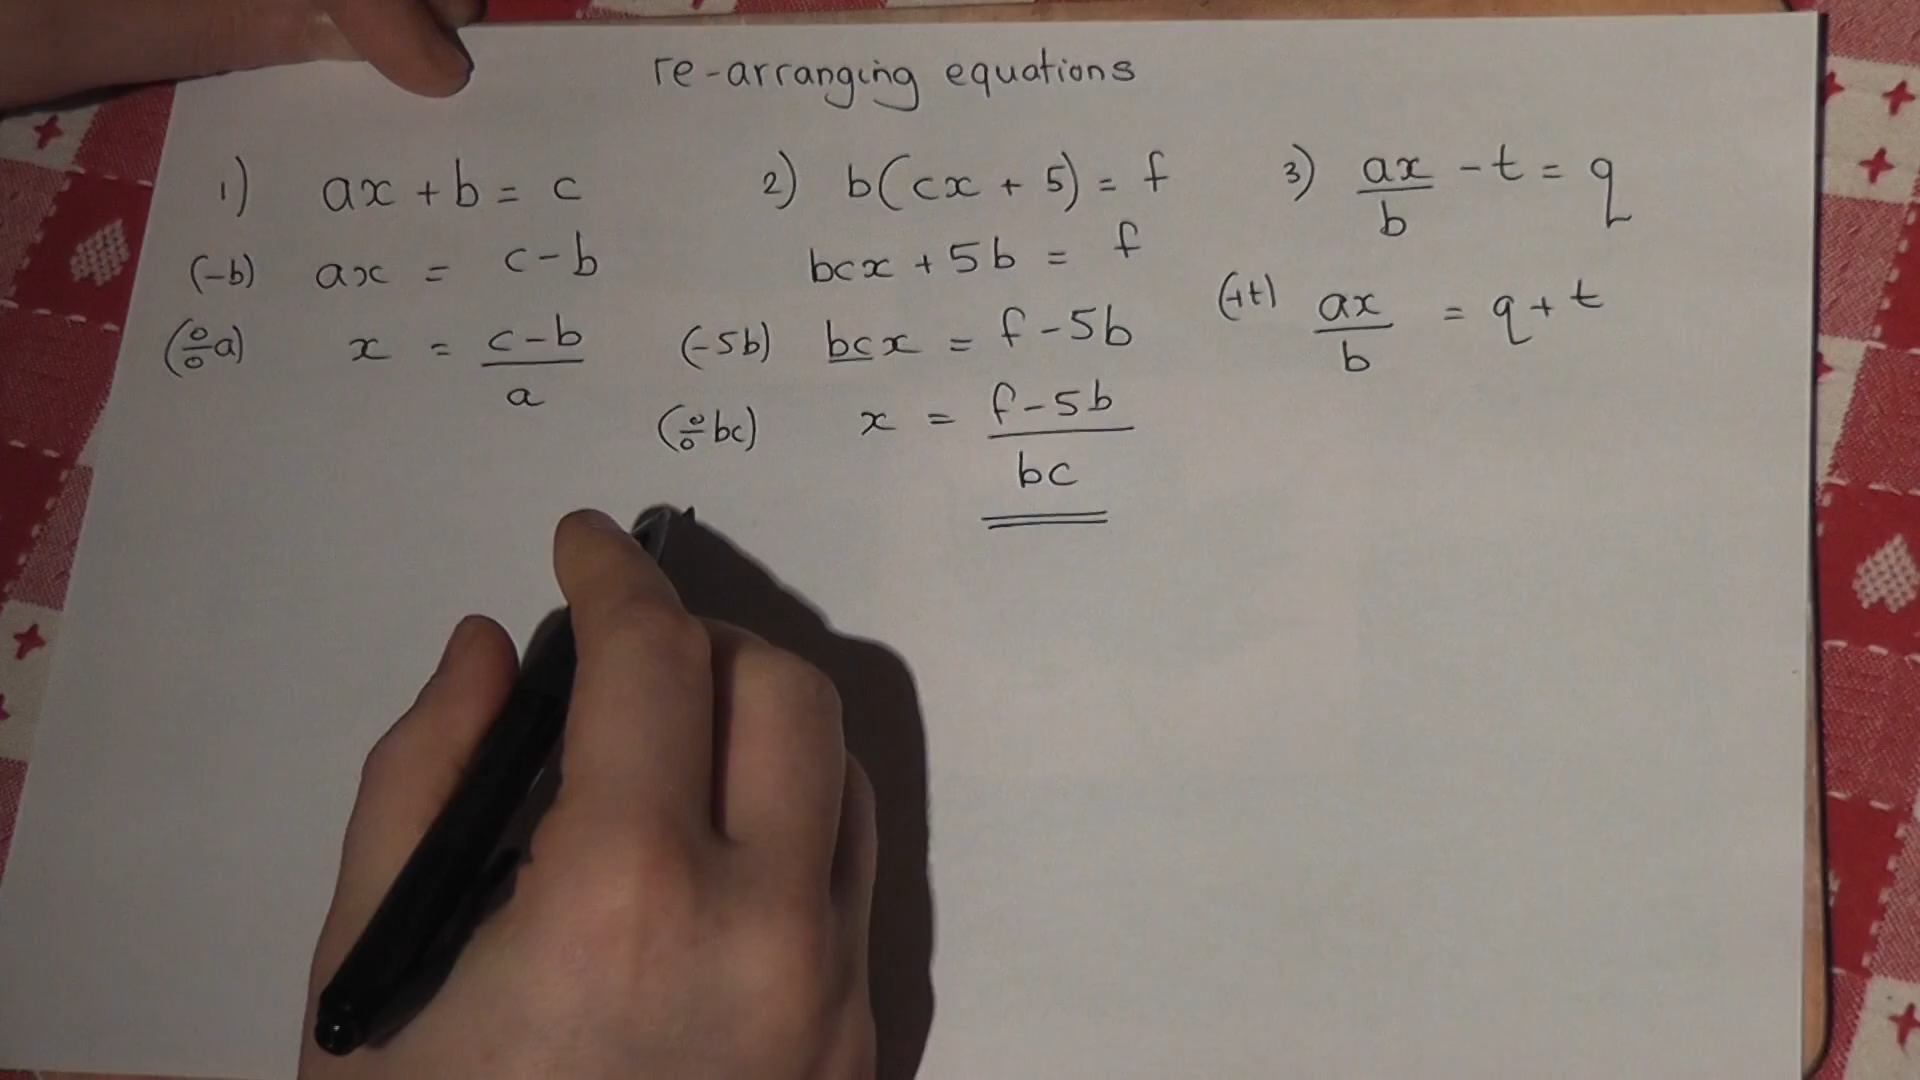 re-arranging equations
1) ax + b = c
(-b) ax = c - b
(÷a) x = c - b
a
2) b(cx + 5) = f
bcx + 5b = f
(-5b) bcx = f - 5b
(÷bc) x = f - 5b
bc
3) ax - t = q
b
(+t) ax = q + t
b